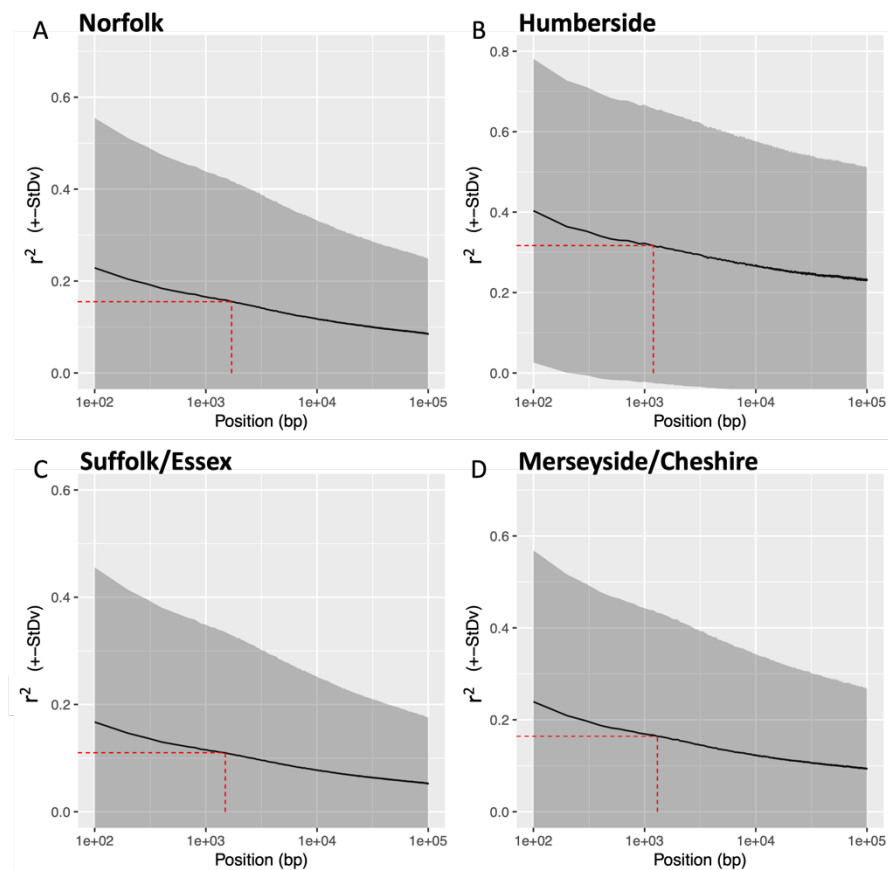 A Norfolk
0.6
0.4
0.2
0.0
r² (+−StDv)
1e+02 1e+03 1e+04 1e+05
Position (bp)
B Humberside
0.8
0.6
0.4
0.2
0.0
r² (+−StDv)
1e+02 1e+03 1e+04 1e+05
Position (bp)
C Suffolk/Essex
0.6
0.4
0.2
0.0
r² (+−StDv)
1e+02 1e+03 1e+04 1e+05
Position (bp)
D Merseyside/Cheshire
0.6
0.4
0.2
0.0
r² (+−StDv)
1e+02 1e+03 1e+04 1e+05
Position (bp)